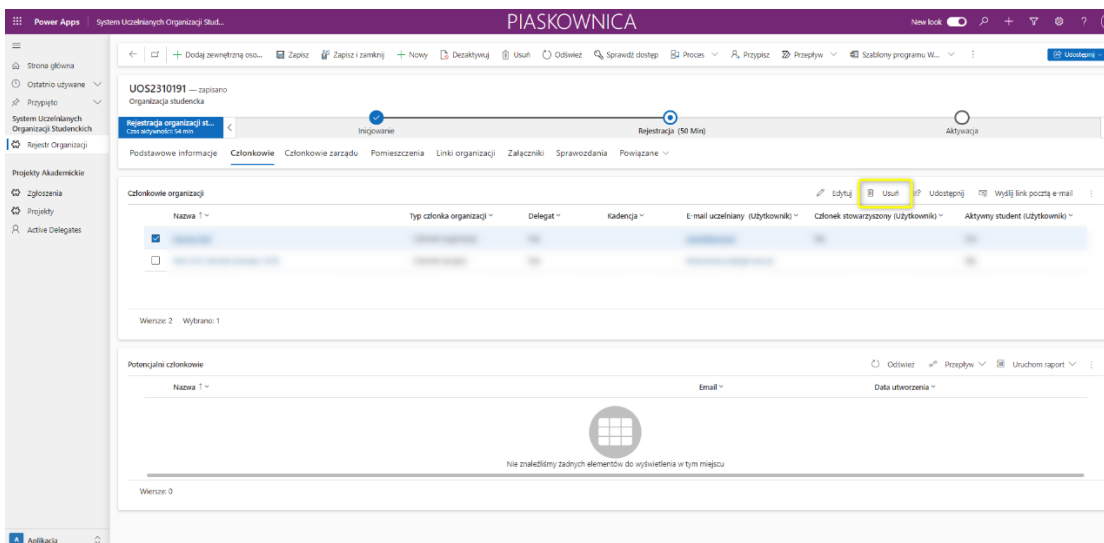 Power Apps System Uczelnianych Organizacji Stud... PIASKOWNICA New look
Strona główna
Ostatnio używane
Przypięto
System Uczelnianych
Organizacji Studenckich
Rejestr Organizacji
Projekty Akademickie
Zgłoszenia
Projekty
Active Delegates
A Aplikacja
Dodaj zewnętrzną oso... Zapisz Zapisz i zamknij Nowy Dezaktywuj Usuń Odśwież Sprawdź dostęp Proces Przypisz Przepływ Szablony programu W... Udostępnij
UOS2310191 — zapisano
Organizacja studencka
Rejestracja organizacji st...
Czas aktywności: 54 min
Inicjowanie Rejestracja (50 Min) Aktywacja
Podstawowe informacje Członkowie Członkowie zarządu Pomieszczenia Linki organizacji Załączniki Sprawozdania Powiązane
Członkowie organizacji Edytuj Usuń Udostępnij Wyślij link pocztą e-mail
Nazwa Typ członka organizacji Delegat Kadencja E-mail uczelniany (Użytkownik) Członek stowarzyszony (Użytkownik) Aktywny student (Użytkownik)
Wiersze: 2 Wybrano: 1
Potencjalni członkowie Odśwież Przepływ Uruchom raport
Nazwa Email Data utworzenia
Nie znaleźliśmy żadnych elementów do wyświetlenia w tym miejscu
Wiersze: 0